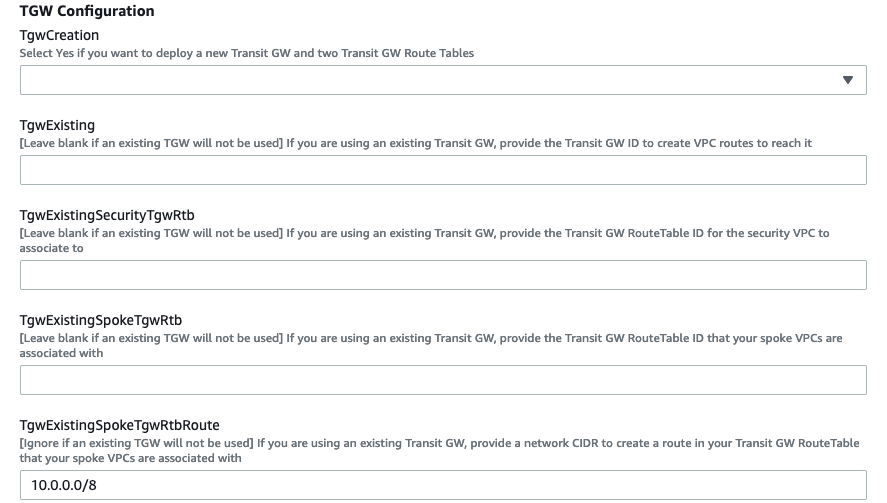 TGW Configuration
TgwCreation
Select Yes if you want to deploy a new Transit GW and two Transit GW Route Tables
TgwExisting
[Leave blank if an existing TGW will not be used] If you are using an existing Transit GW, provide the Transit GW ID to create VPC routes to reach it
TgwExistingSecurityTgwRtb
[Leave blank if an existing TGW will not be used] If you are using an existing Transit GW, provide the Transit GW RouteTable ID for the security VPC to
associate to
TgwExistingSpokeTgwRtb
[Leave blank if an existing TGW will not be used] If you are using an existing Transit GW, provide the Transit GW RouteTable ID that your spoke VPCs are
associated with
TgwExistingSpokeTgwRtbRoute
[Ignore if an existing TGW will not be used] If you are using an existing Transit GW, provide a network CIDR to create a route in your Transit GW RouteTable
that your spoke VPCs are associated with
10.0.0.0/8